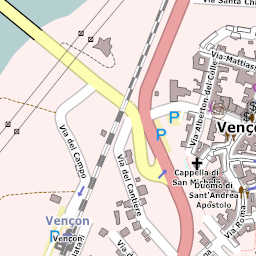 Via Santa Chi
Via Mattias
Via Alberton del Colle
P
P
Venço
Via del Campo
Via del Cantiere
Cappella di
San Michele
Duomo di
Sant'Andrea
Apostolo
Vençon
P
Vençon
Via Roma